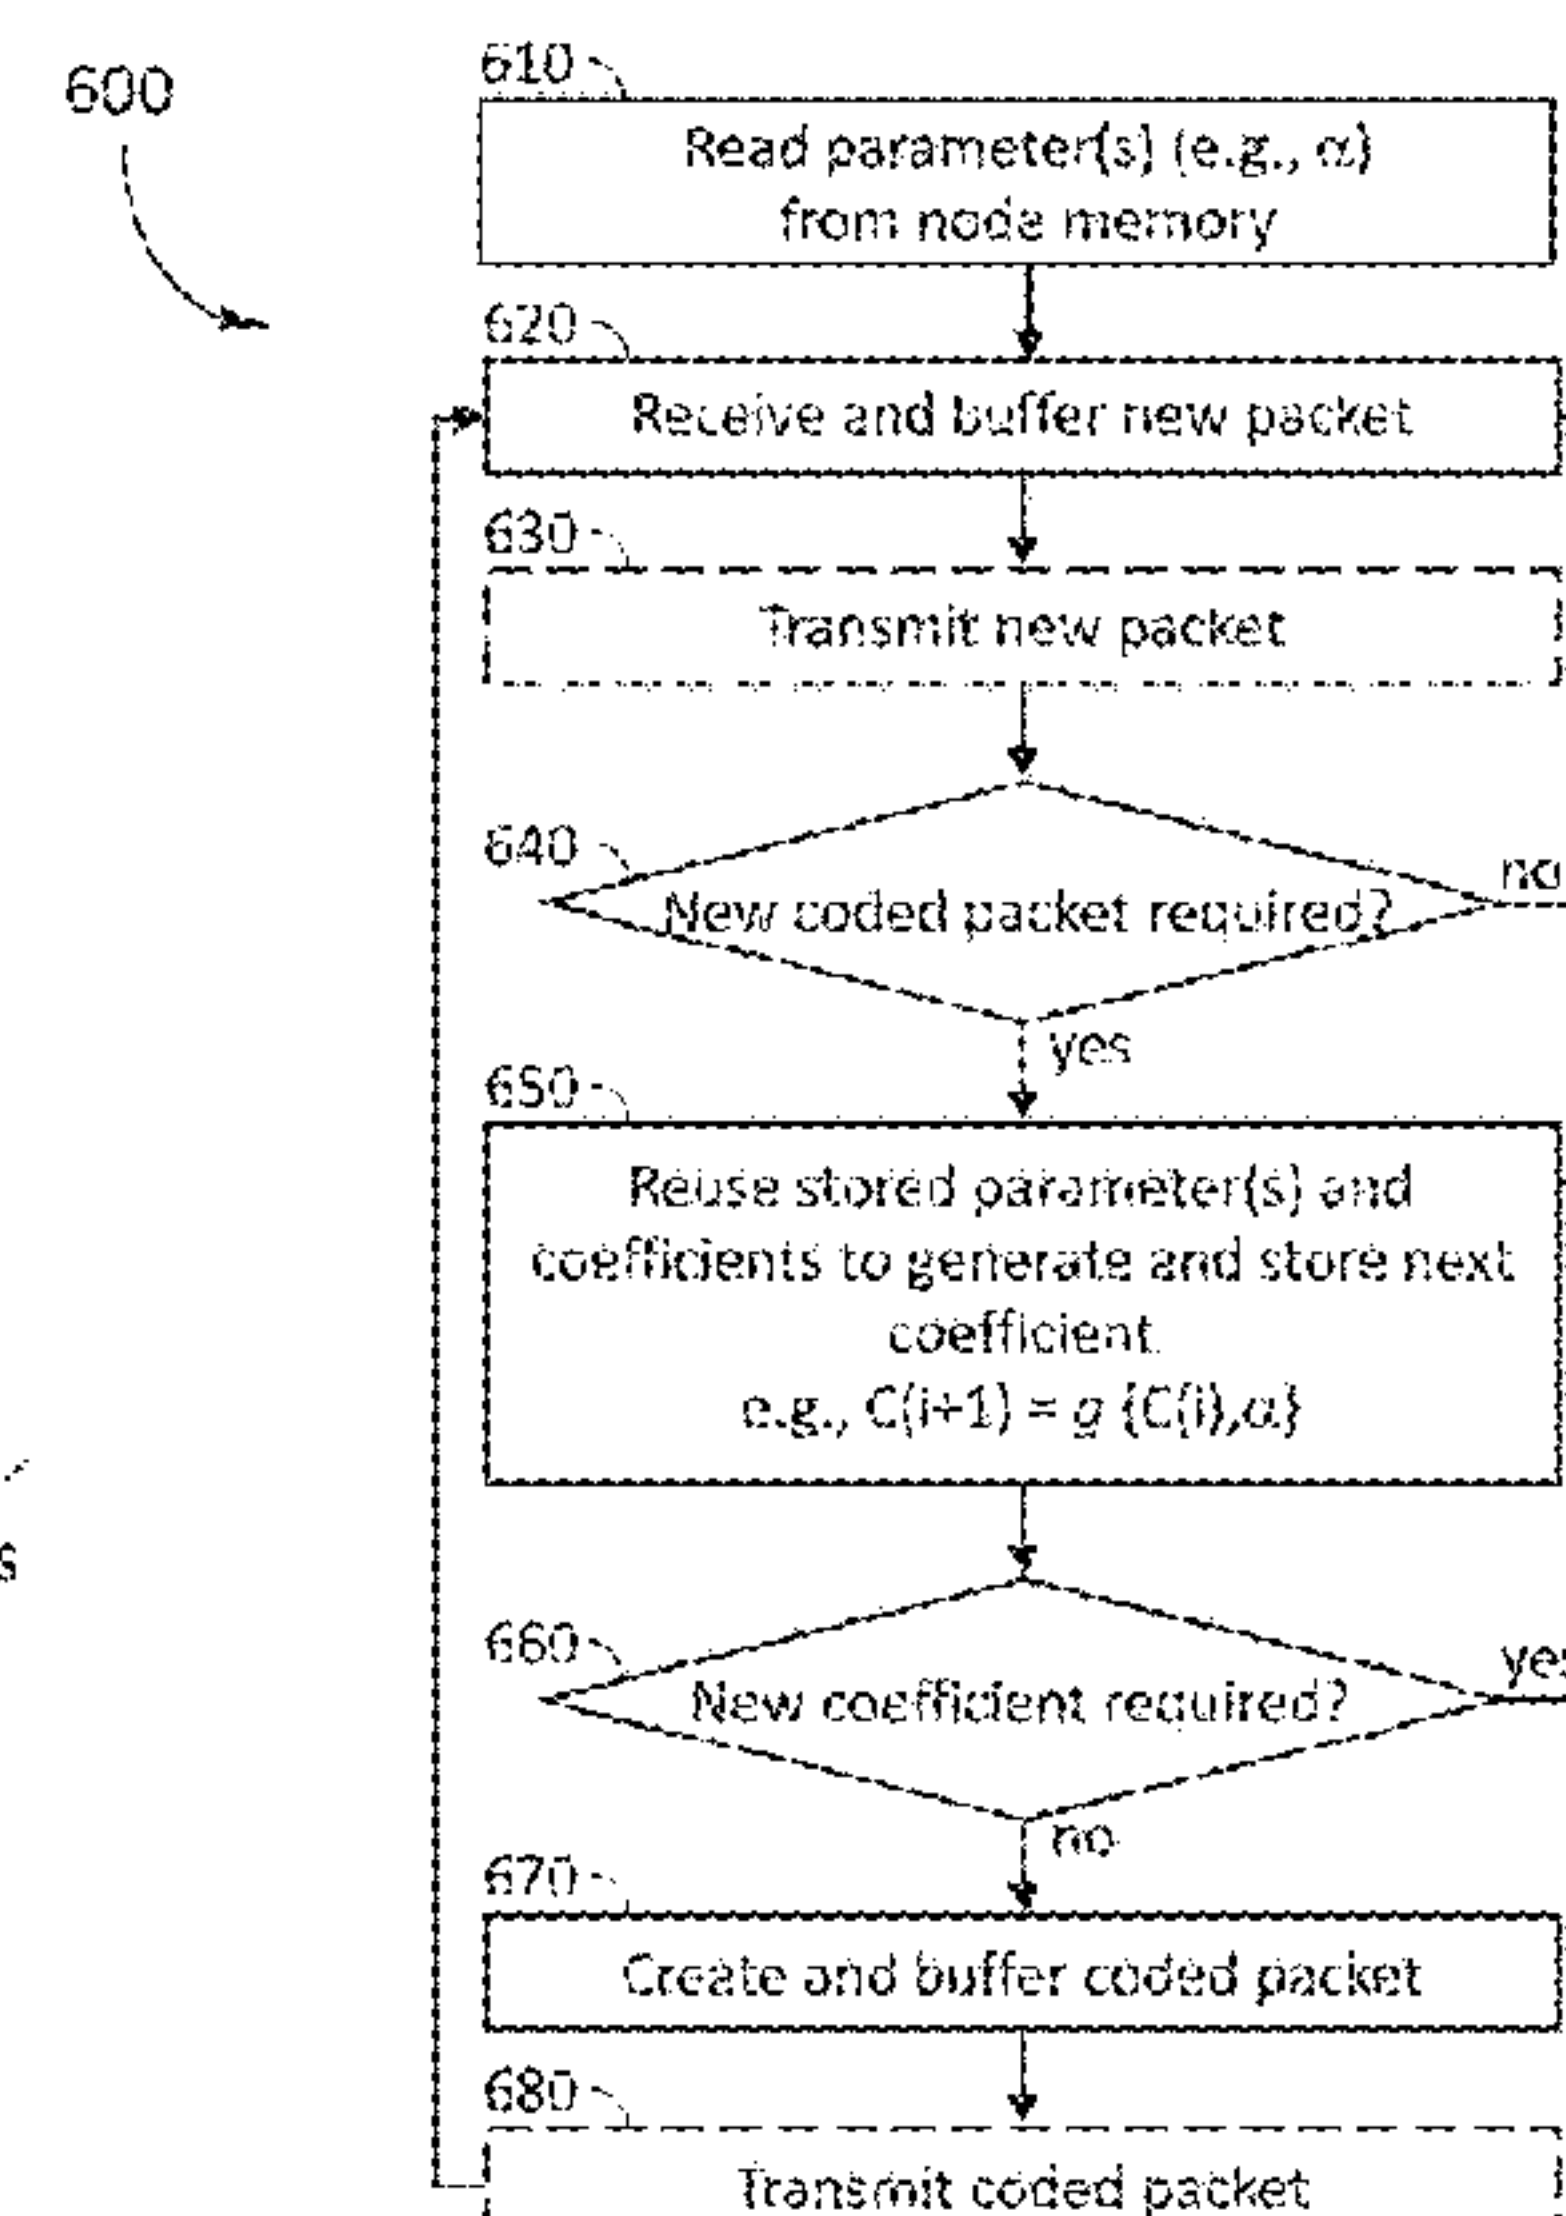 600
610
Read parameter(s) (e.g., α)
from node memory
620
Receive and buffer new packet
630
Transmit new packet
640
New coded packet required?
no
yes
650
Reuse stored parameter(s) and
coefficients to generate and store next
coefficient
e.g., C(i+1) = g {C(i),α}
s
660
New coefficient required?
yes
no
670
Create and buffer coded packet
680
Transmit coded packet